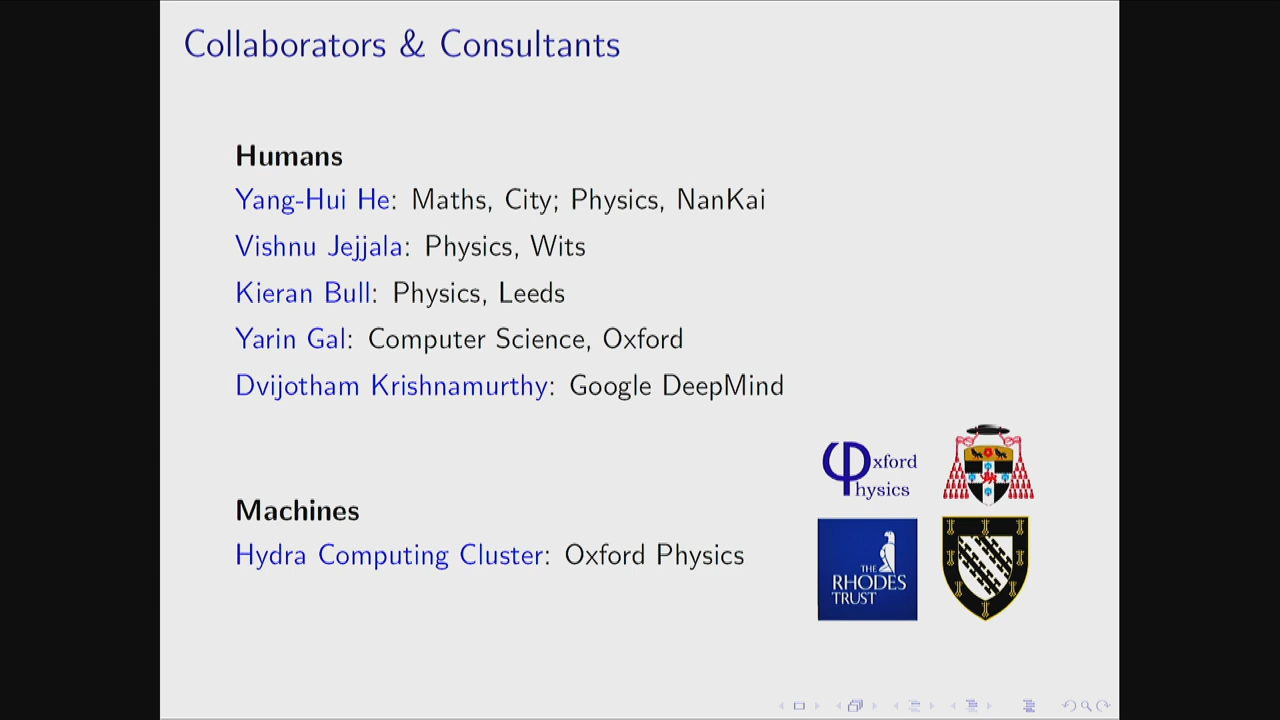 Collaborators & Consultants
Humans
Yang-Hui He: Maths, City; Physics, NanKai
Vishnu Jejjala: Physics, Wits
Kieran Bull: Physics, Leeds
Yarin Gal: Computer Science, Oxford
Dvijotham Krishnamurthy: Google DeepMind
Oxford
Physics
Machines
Hydra Computing Cluster: Oxford Physics
THE
RHODES
TRUST